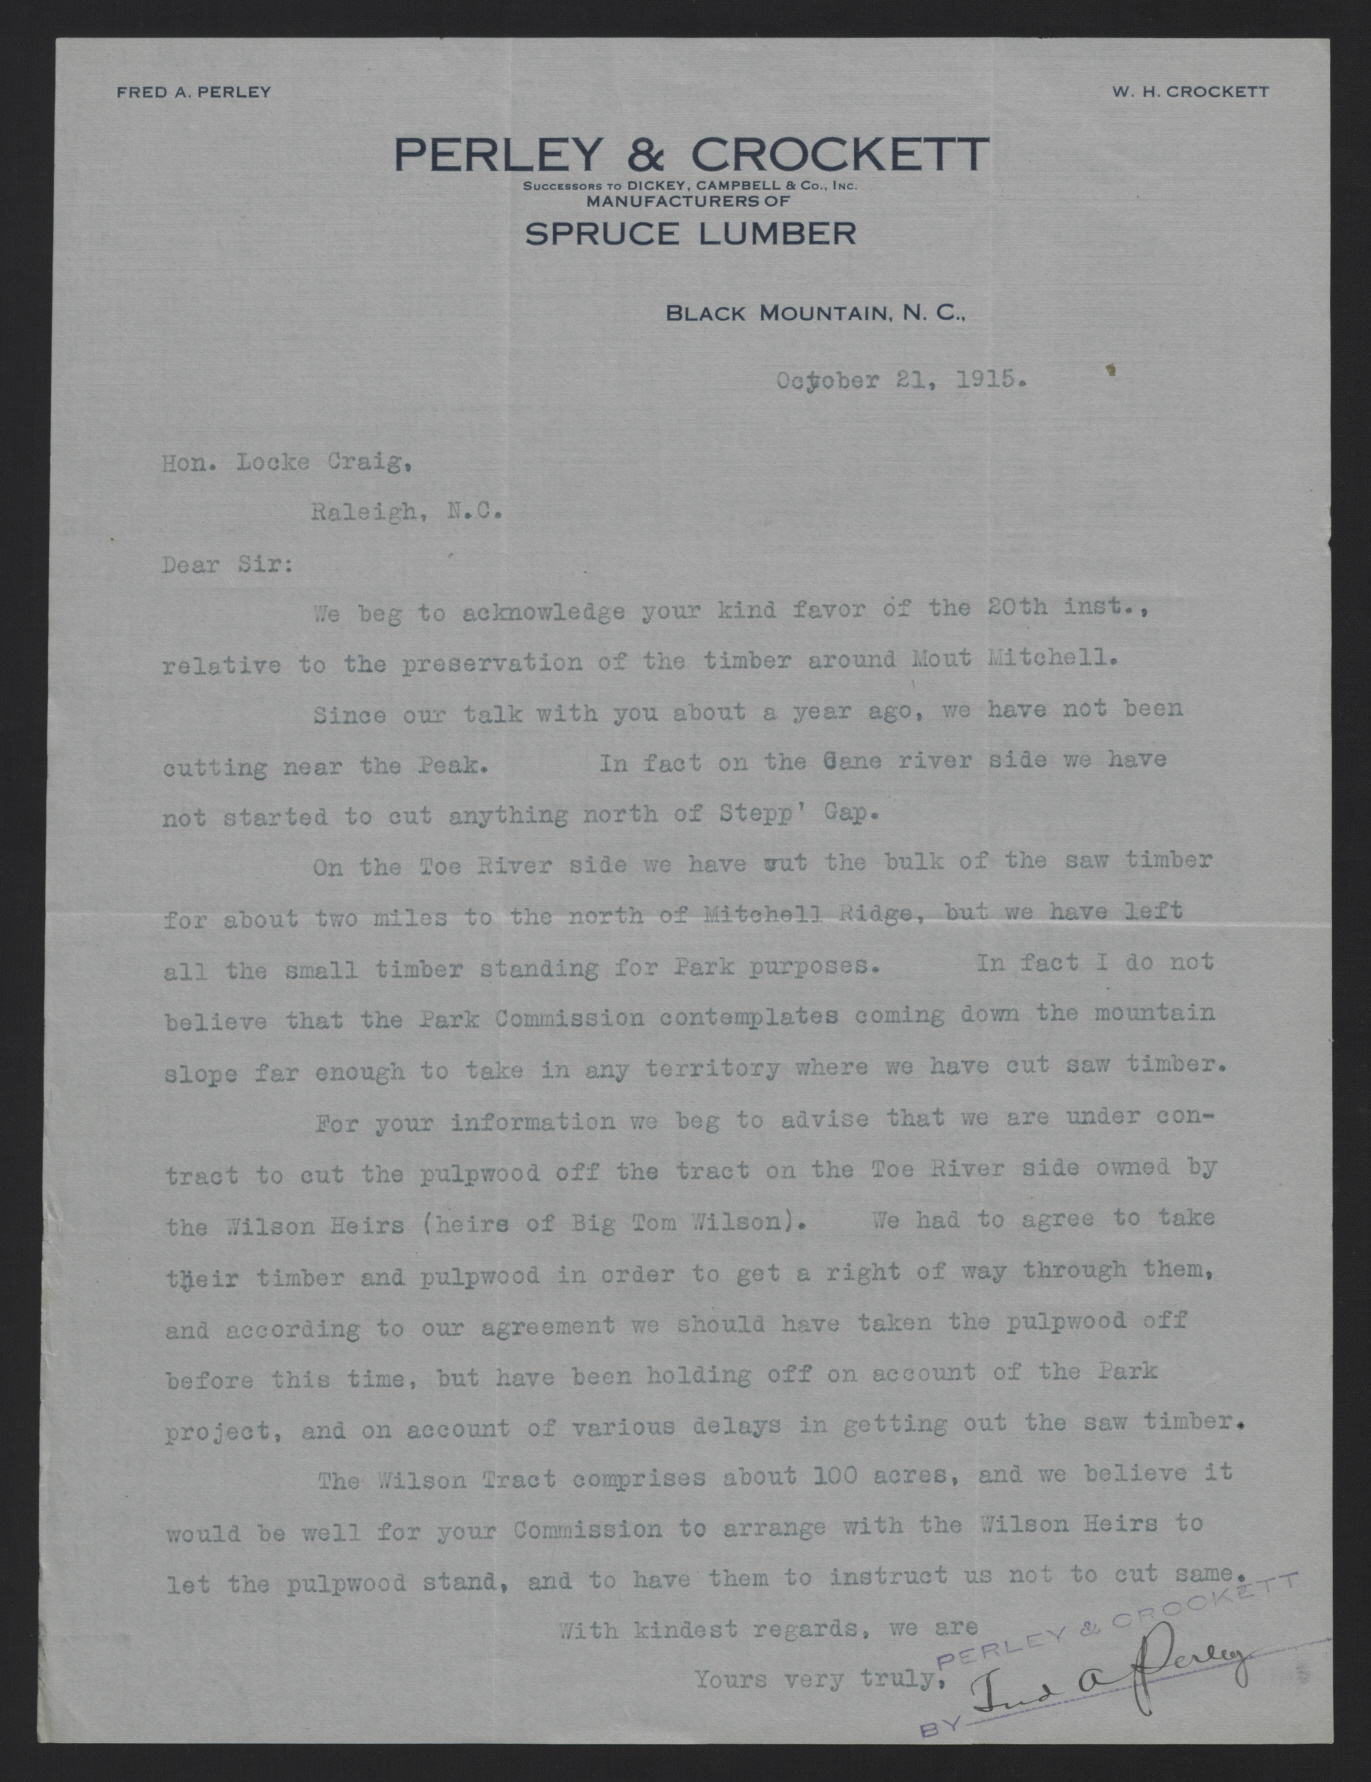 FRED A. PERLEY
W. H. CROCKETT
PERLEY & CROCKETT
SUCCESSORS TO DICKEY, CAMPBELL & CO., INC.
MANUFACTURERS OF
SPRUCE LUMBER
BLACK MOUNTAIN, N. C.,
October 21, 1915.
Hon. Locke Craig,
Raleigh, N.C.
Dear Sir:
We beg to acknowledge your kind favor of the 20th inst.,
relative to the preservation of the timber around Mout Mitchell.
Since our talk with you about a year ago, we have not been
cutting near the Peak. In fact on the Cane river side we have
not started to cut anything north of Stepp' Gap.
On the Toe River side we have cut the bulk of the saw timber
for about two miles to the north of Mitchell Ridge, but we have left
all the small timber standing for Park purposes. In fact I do not
believe that the Park Commission contemplates coming down the mountain
slope far enough to take in any territory where we have cut saw timber.
For your information we beg to advise that we are under con-
tract to cut the pulpwood off the tract on the Toe River side owned by
the Wilson Heirs (heirs of Big Tom Wilson). We had to agree to take
their timber and pulpwood in order to get a right of way through them,
and according to our agreement we should have taken the pulpwood off
before this time, but have been holding off on account of the Park
project, and on account of various delays in getting out the saw timber.
The Wilson Tract comprises about 100 acres, and we believe it
would be well for your Commission to arrange with the Wilson Heirs to
let the pulpwood stand, and to have them to instruct us not to cut same.
With kindest regards, we are
Yours very truly,
PERLEY & CROCKETT
BY Fred A Perley